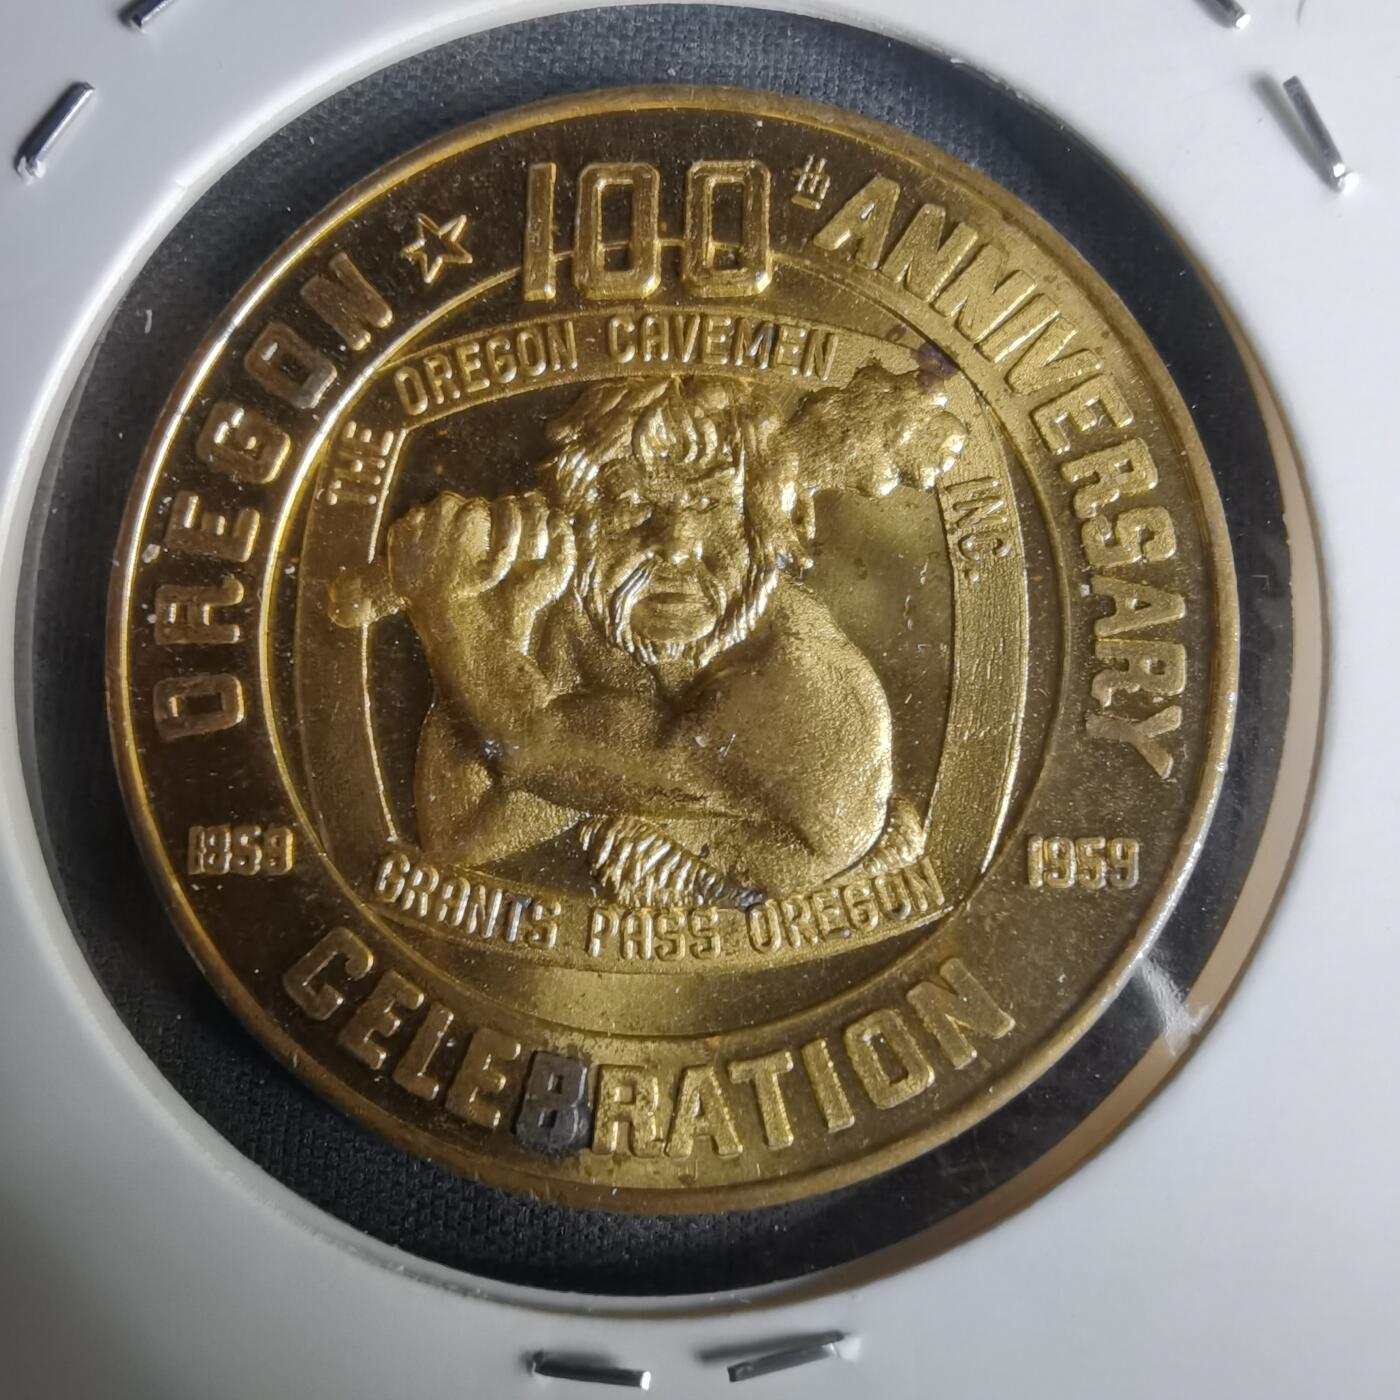 OREGON ☆ 100th ANNIVERSARY
THE OREGON CAVEMEN INC.
1859
1959
GRANTS PASS OREGON
CELEBRATION